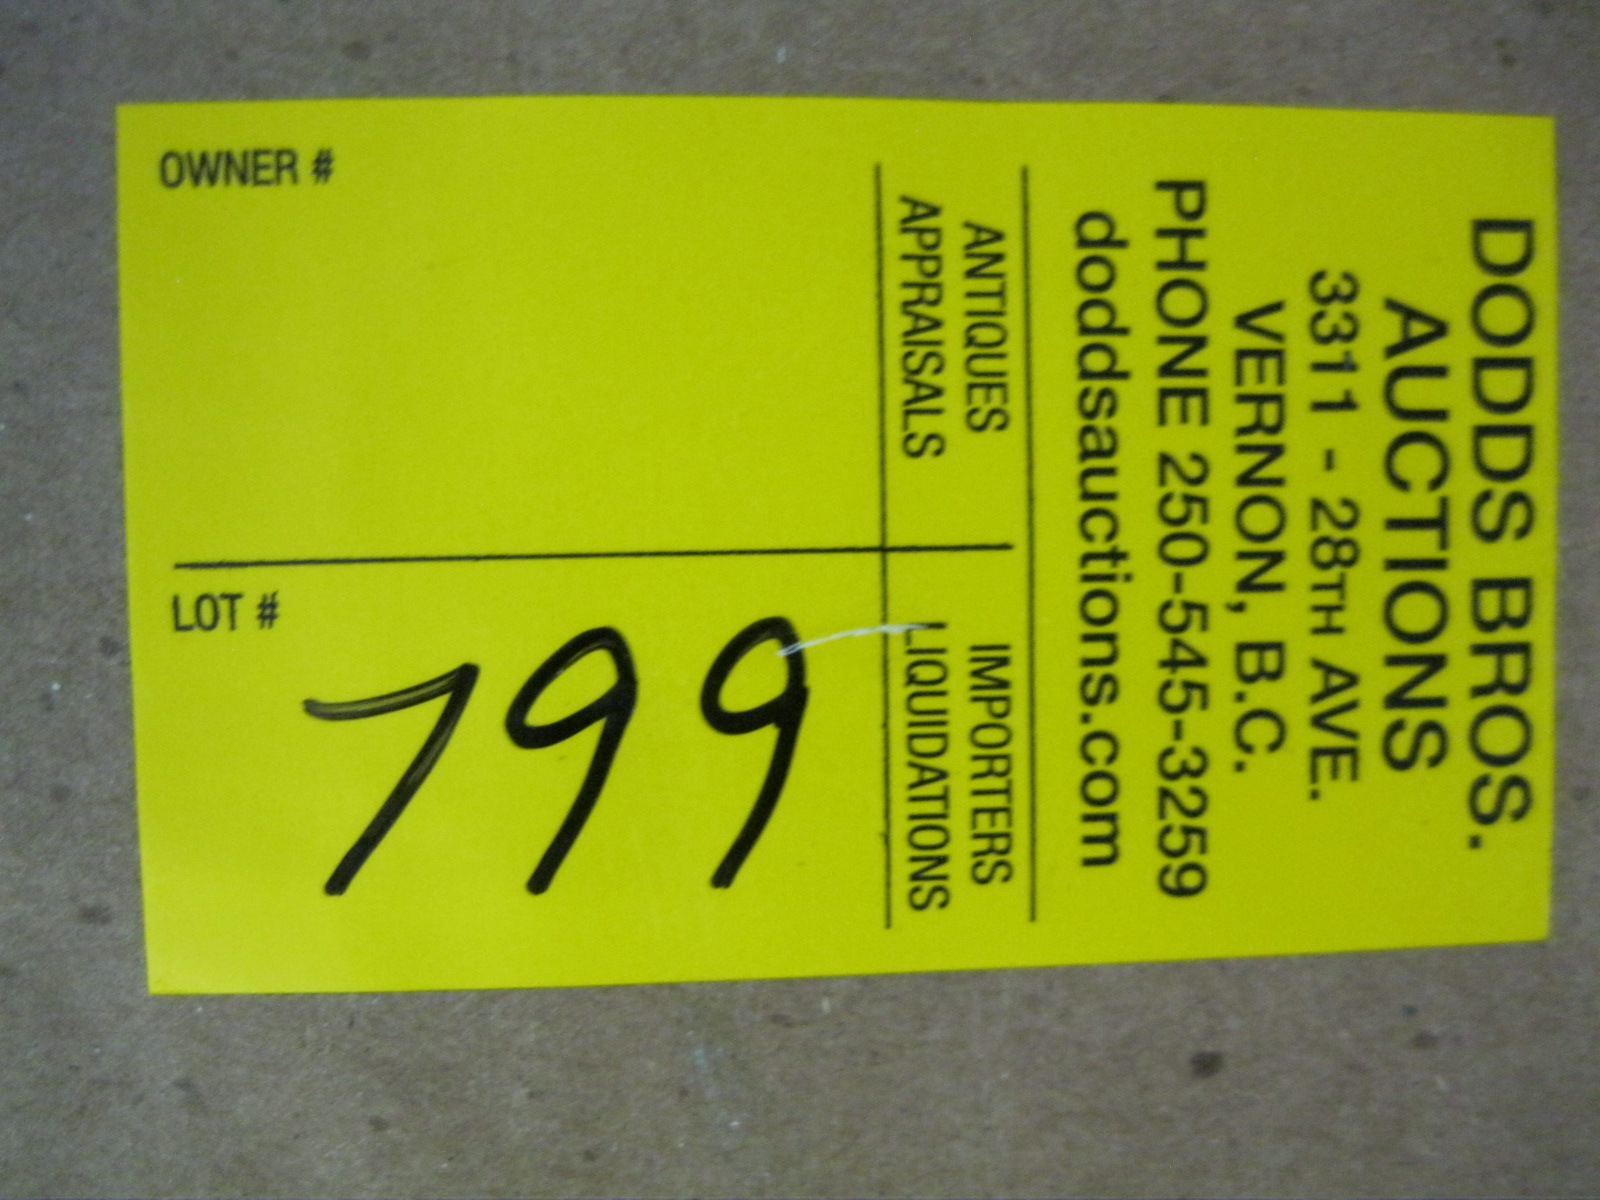 DODDS BROS.
AUCTIONS
3311 - 28TH AVE.
VERNON, B.C.
PHONE 250-545-3259
doddsauctions.com
ANTIQUES
APPRAISALS
IMPORTERS
LIQUIDATIONS
OWNER #
LOT #
799